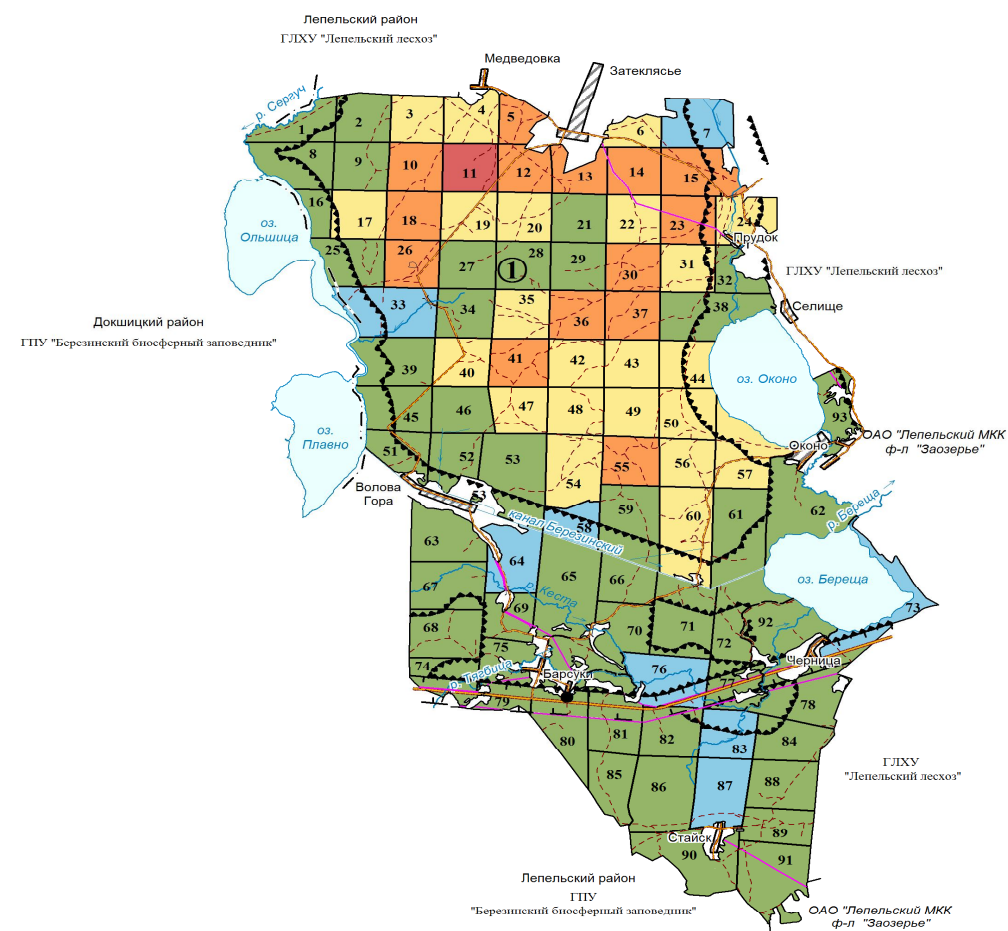 Лепельский район
ГЛХУ "Лепельский лесхоз"
Медведовка
Затеклясье
р. Сергуч
1 2 3 4 5 6 7
8 9 10 11 12 13 14 15
16 17 18 19 20 21 22 23 24
оз.
Ольшица
Прудок
25 26 27 28 29 30 31 32
1
ГЛХУ "Лепельский лесхоз"
33 34 35 36 37 38
Селище
Докшицкий район
ГПУ "Березинский биосферный заповедник"
39 40 41 42 43 44
оз. Оконо
45 46 47 48 49 50
93
оз.
Плавно
ОАО "Лепельский МКК
ф-л "Заозерье"
Оконо
51 52 53 54 55 56 57
Волова
Гора
53
канал Березинский
58 59 60 61 62
р. Береща
63 64 65 66
оз. Береща
67 68 69 70 71 72 92 73
р. Кеста
74 75 76 77 78
Черница
р. Тягбица
Барсуки
79 80 81 82 83 84
85 86 87 88
ГЛХУ
"Лепельский лесхоз"
Стайск
89 90 91
Лепельский район
ГПУ
"Березинский биосферный заповедник"
ОАО "Лепельский МКК
ф-л "Заозерье"